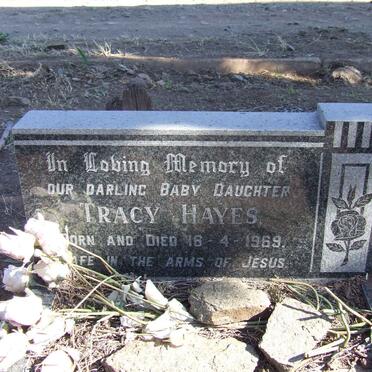 In Loving Memory of
OUR DARLING BABY DAUGHTER
TRACY HAYES
BORN AND DIED 18-4-1969.
SAFE IN THE ARMS OF JESUS.